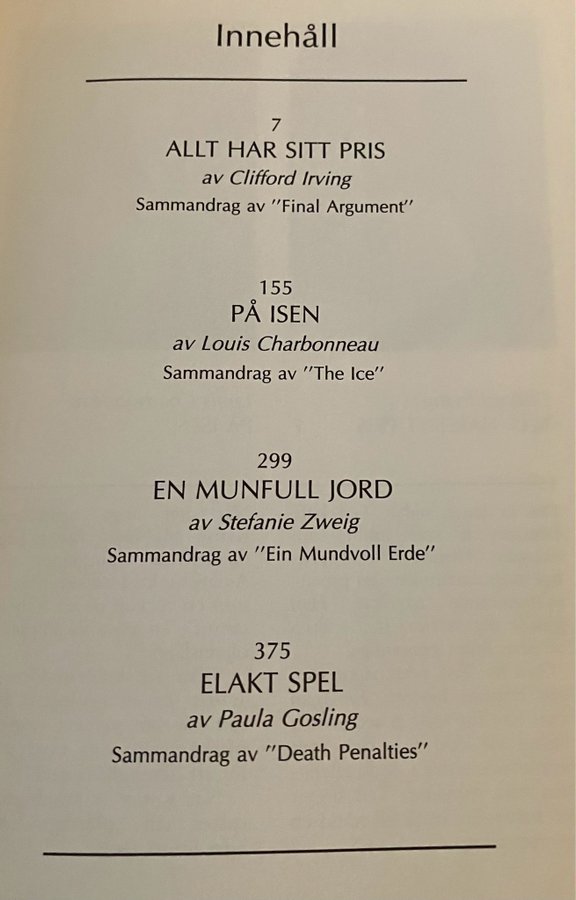 Innehåll
7
ALLT HAR SITT PRIS
av Clifford Irving
Sammandrag av "Final Argument"
155
PÅ ISEN
av Louis Charbonneau
Sammandrag av "The Ice"
299
EN MUNFULL JORD
av Stefanie Zweig
Sammandrag av "Ein Mundvoll Erde"
375
ELAKT SPEL
av Paula Gosling
Sammandrag av "Death Penalties"